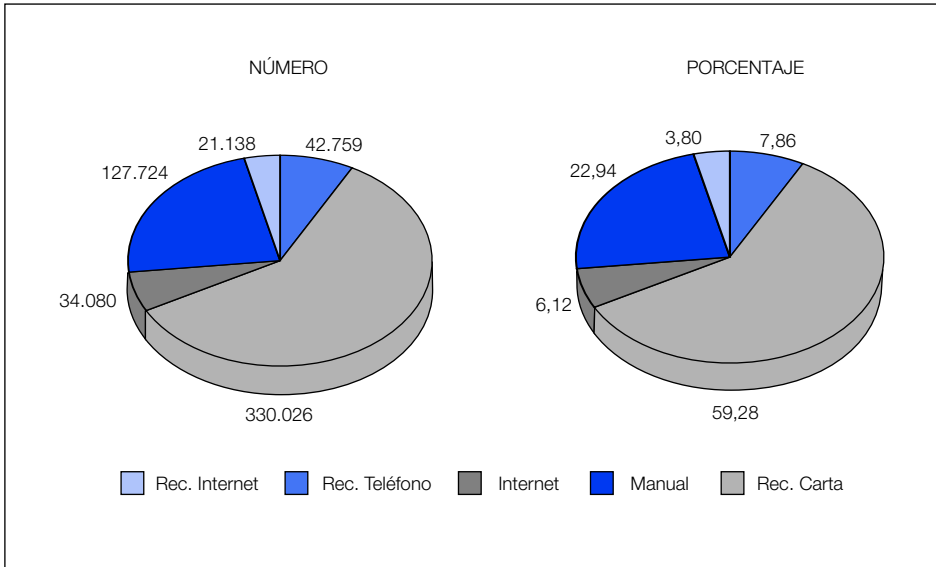 NÚMERO
21.138
42.759
127.724
34.080
330.026
PORCENTAJE
3,80
7,86
22,94
6,12
59,28
Rec. Internet
Rec. Teléfono
Internet
Manual
Rec. Carta